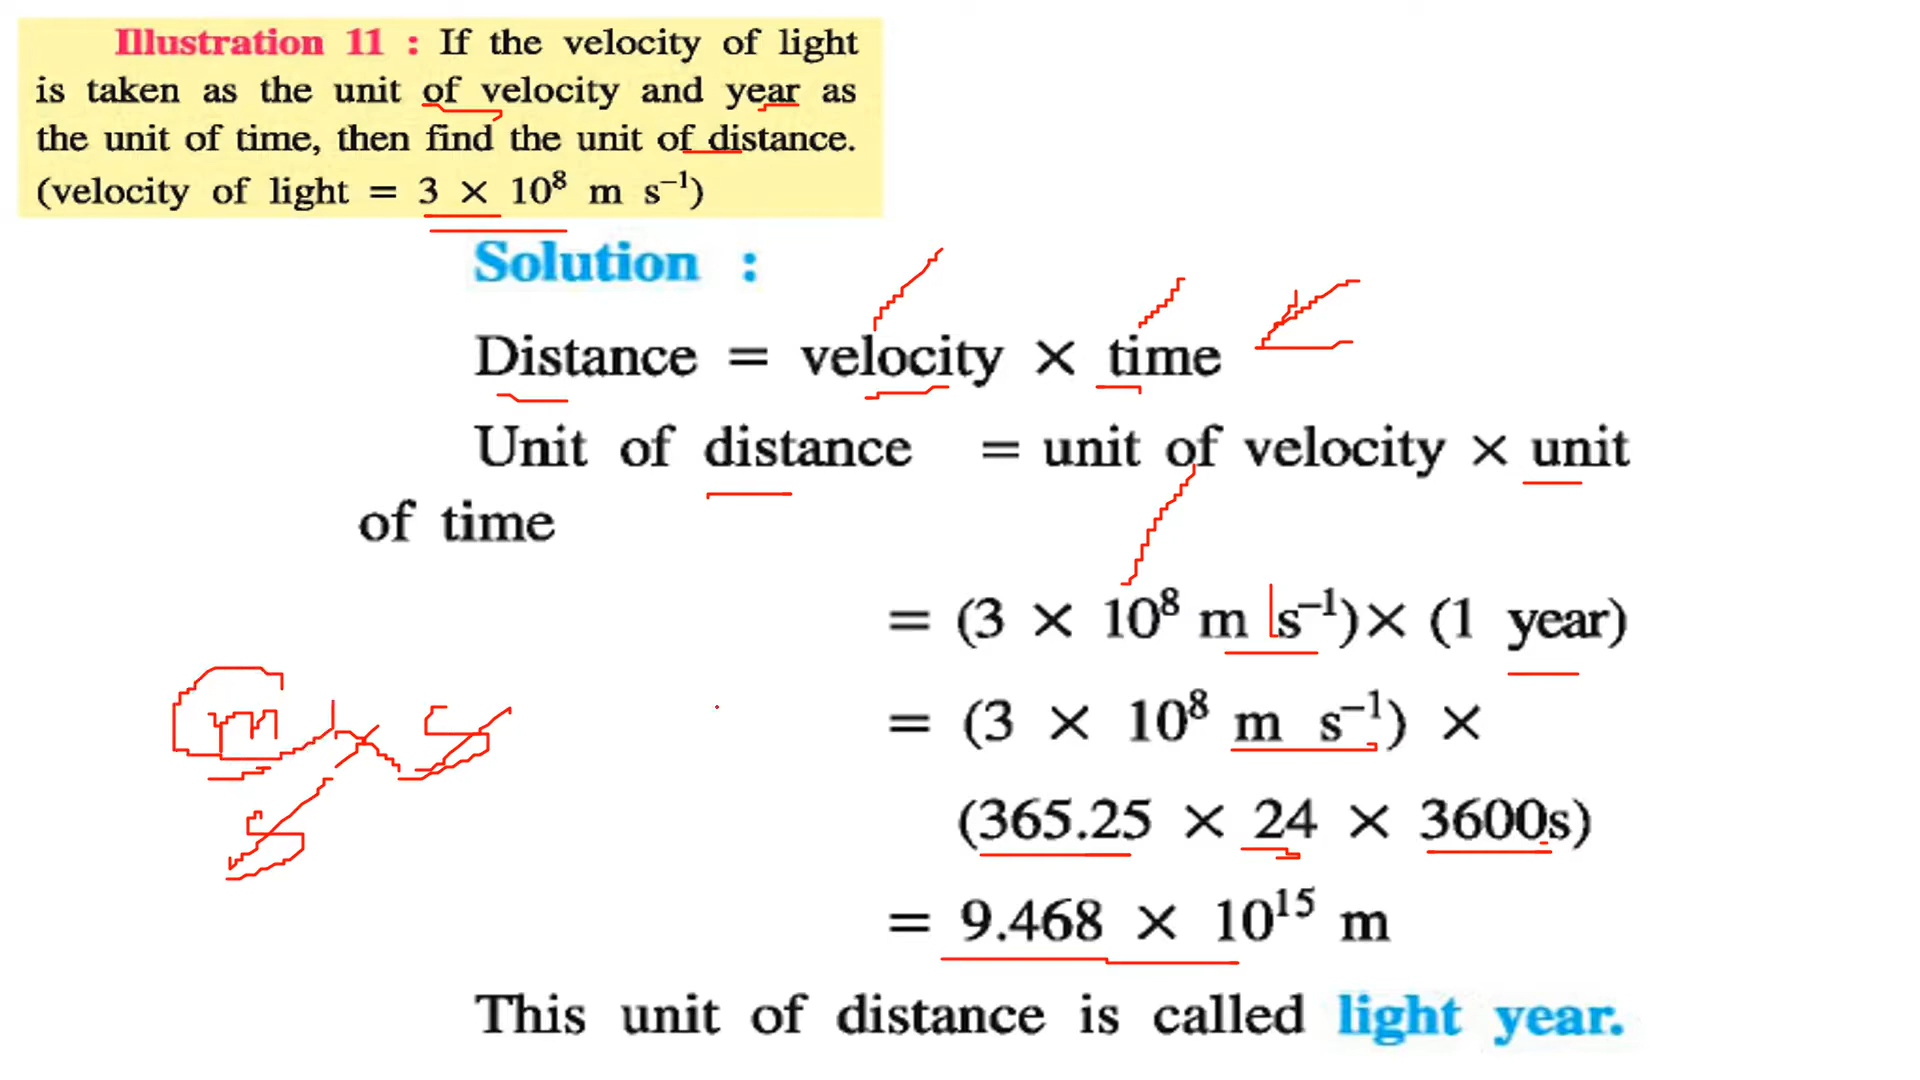 Illustration 11 : If the velocity of light
is taken as the unit of velocity and year as
the unit of time, then find the unit of distance.
(velocity of light = 3 × 10⁸ m s⁻¹)
Solution :
Distance = velocity × time
Unit of distance = unit of velocity × unit
of time
= (3 × 10⁸ m s⁻¹)× (1 year)
= (3 × 10⁸ m s⁻¹) ×
(365.25 × 24 × 3600s)
= 9.468 × 10¹⁵ m
This unit of distance is called light year.
m × s
s